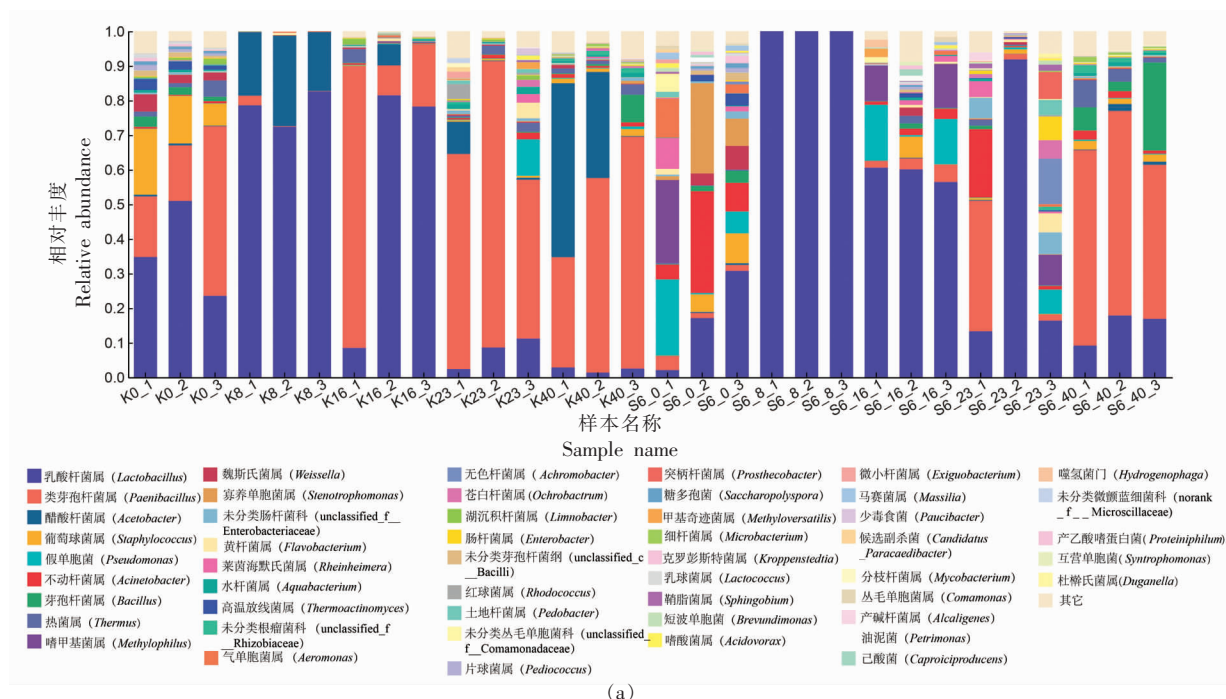 1.0
0.9
0.8
0.7
0.6
0.5
0.4
0.3
0.2
0.1
0
相对丰度
Relative abundance
K0_1
K0_2
K0_3
K8_1
K8_2
K8_3
K16_1
K16_2
K16_3
K23_1
K23_2
K23_3
K40_1
K40_2
K40_3
S6_0_1
S6_0_2
S6_0_3
S6_8_1
S6_8_2
S6_8_3
S6_16_1
S6_16_2
S6_16_3
S6_23_1
S6_23_2
S6_23_3
S6_40_1
S6_40_2
S6_40_3
样本名称
Sample name
乳酸杆菌属（Lactobacillus）
类芽孢杆菌属（Paenibacillus）
醋酸杆菌属（Acetobacter）
葡萄球菌属（Staphylococcus）
假单胞菌（Pseudomonas）
不动杆菌属（Acinetobacter）
芽孢杆菌属（Bacillus）
热菌属（Thermus）
嗜甲基菌属（Methylophilus）
魏斯氏菌属（Weissella）
寡养单胞菌属（Stenotrophomonas）
未分类肠杆菌科（unclassified_f__
Enterobacteriaceae）
黄杆菌属（Flavobacterium）
莱茵海默氏菌属（Rheinheimera）
水杆菌属（Aquabacterium）
高温放线菌属（Thermoactinomyces）
未分类根瘤菌科（unclassified_f
__Rhizobiaceae）
气单胞菌属（Aeromonas）
无色杆菌属（Achromobacter）
苍白杆菌属（Ochrobactrum）
湖沉积杆菌属（Limnobacter）
肠杆菌属（Enterobacter）
未分类芽孢杆菌纲（unclassified_c
__Bacilli）
红球菌属（Rhodococcus）
土地杆菌属（Pedobacter）
未分类丛毛单胞菌科（unclassified_
f__Comamonadaceae）
片球菌属（Pediococcus）
突柄杆菌属（Prosthecobacter）
糖多孢菌（Saccharopolyspora）
甲基奇迹菌属（Methyloversatilis）
细杆菌属（Microbacterium）
克罗彭斯特菌属（Kroppenstedtia）
乳球菌属（Lactococcus）
鞘脂菌属（Sphingobium）
短波单胞菌（Brevundimonas）
嗜酸菌属（Acidovorax）
微小杆菌属（Exiguobacterium）
马赛菌属（Massilia）
少毒食菌（Paucibacter）
候选副杀菌（Candidatus
_Paracaedibacter）
分枝杆菌属（Mycobacterium）
丛毛单胞菌属（Comamonas）
产碱杆菌属（Alcaligenes）
油泥菌（Petrimonas）
己酸菌（Caproiciproducens）
噬氢菌门（Hydrogenophaga）
未分类微颤蓝细菌科（norank
_f__Microscillaceae）
产乙酸嗜蛋白菌（Proteiniphilum）
互营单胞菌（Syntrophomonas）
杜檊氏菌属（Duganella）
其它
(a)